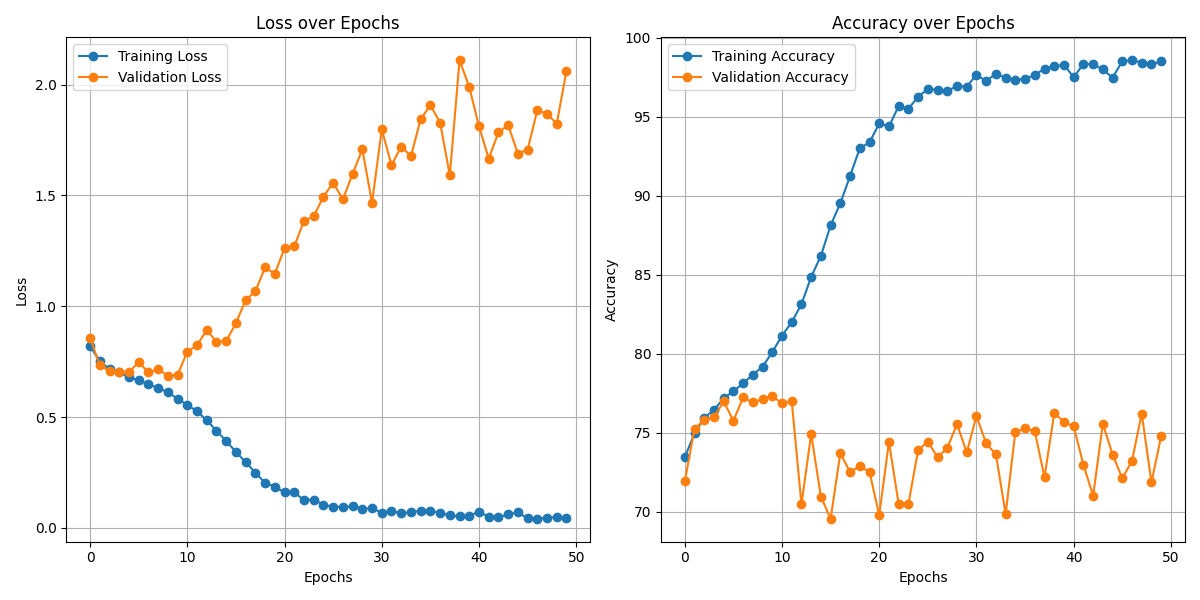 Loss over Epochs
Training Loss
Validation Loss
2.0
1.5
1.0
0.5
0.0
Loss
0 10 20 30 40 50
Epochs
Accuracy over Epochs
Training Accuracy
Validation Accuracy
100
95
90
85
80
75
70
Accuracy
0 10 20 30 40 50
Epochs